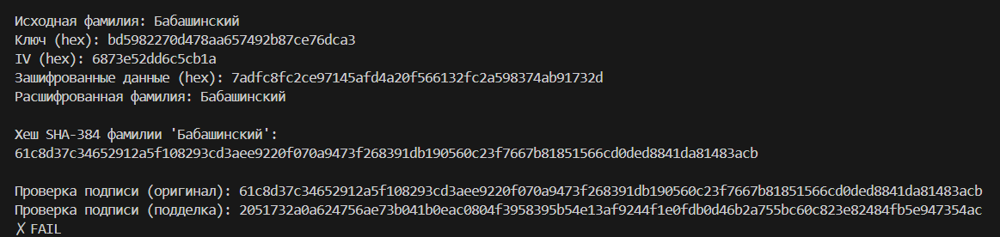 Исходная фамилия: Бабашинский
Ключ (hex): bd5982270d478aa657492b87ce76dca3
IV (hex): 6873e52dd6c5cb1a
Зашифрованные данные (hex): 7adfc8fc2ce97145afd4a20f566132fc2a598374ab91732d
Расшифрованная фамилия: Бабашинский
Хеш SHA-384 фамилии 'Бабашинский':
61c8d37c34652912a5f108293cd3aee9220f070a9473f268391db190560c23f7667b81851566cd0ded8841da81483acb
Проверка подписи (оригинал): 61c8d37c34652912a5f108293cd3aee9220f070a9473f268391db190560c23f7667b81851566cd0ded8841da81483acb
Проверка подписи (подделка): 2051732a0a624756ae73b041b0eac0804f3958395b54e13af9244f1e0fdb0d46b2a755bc60c823e82484fb5e947354ac
✗ FAIL